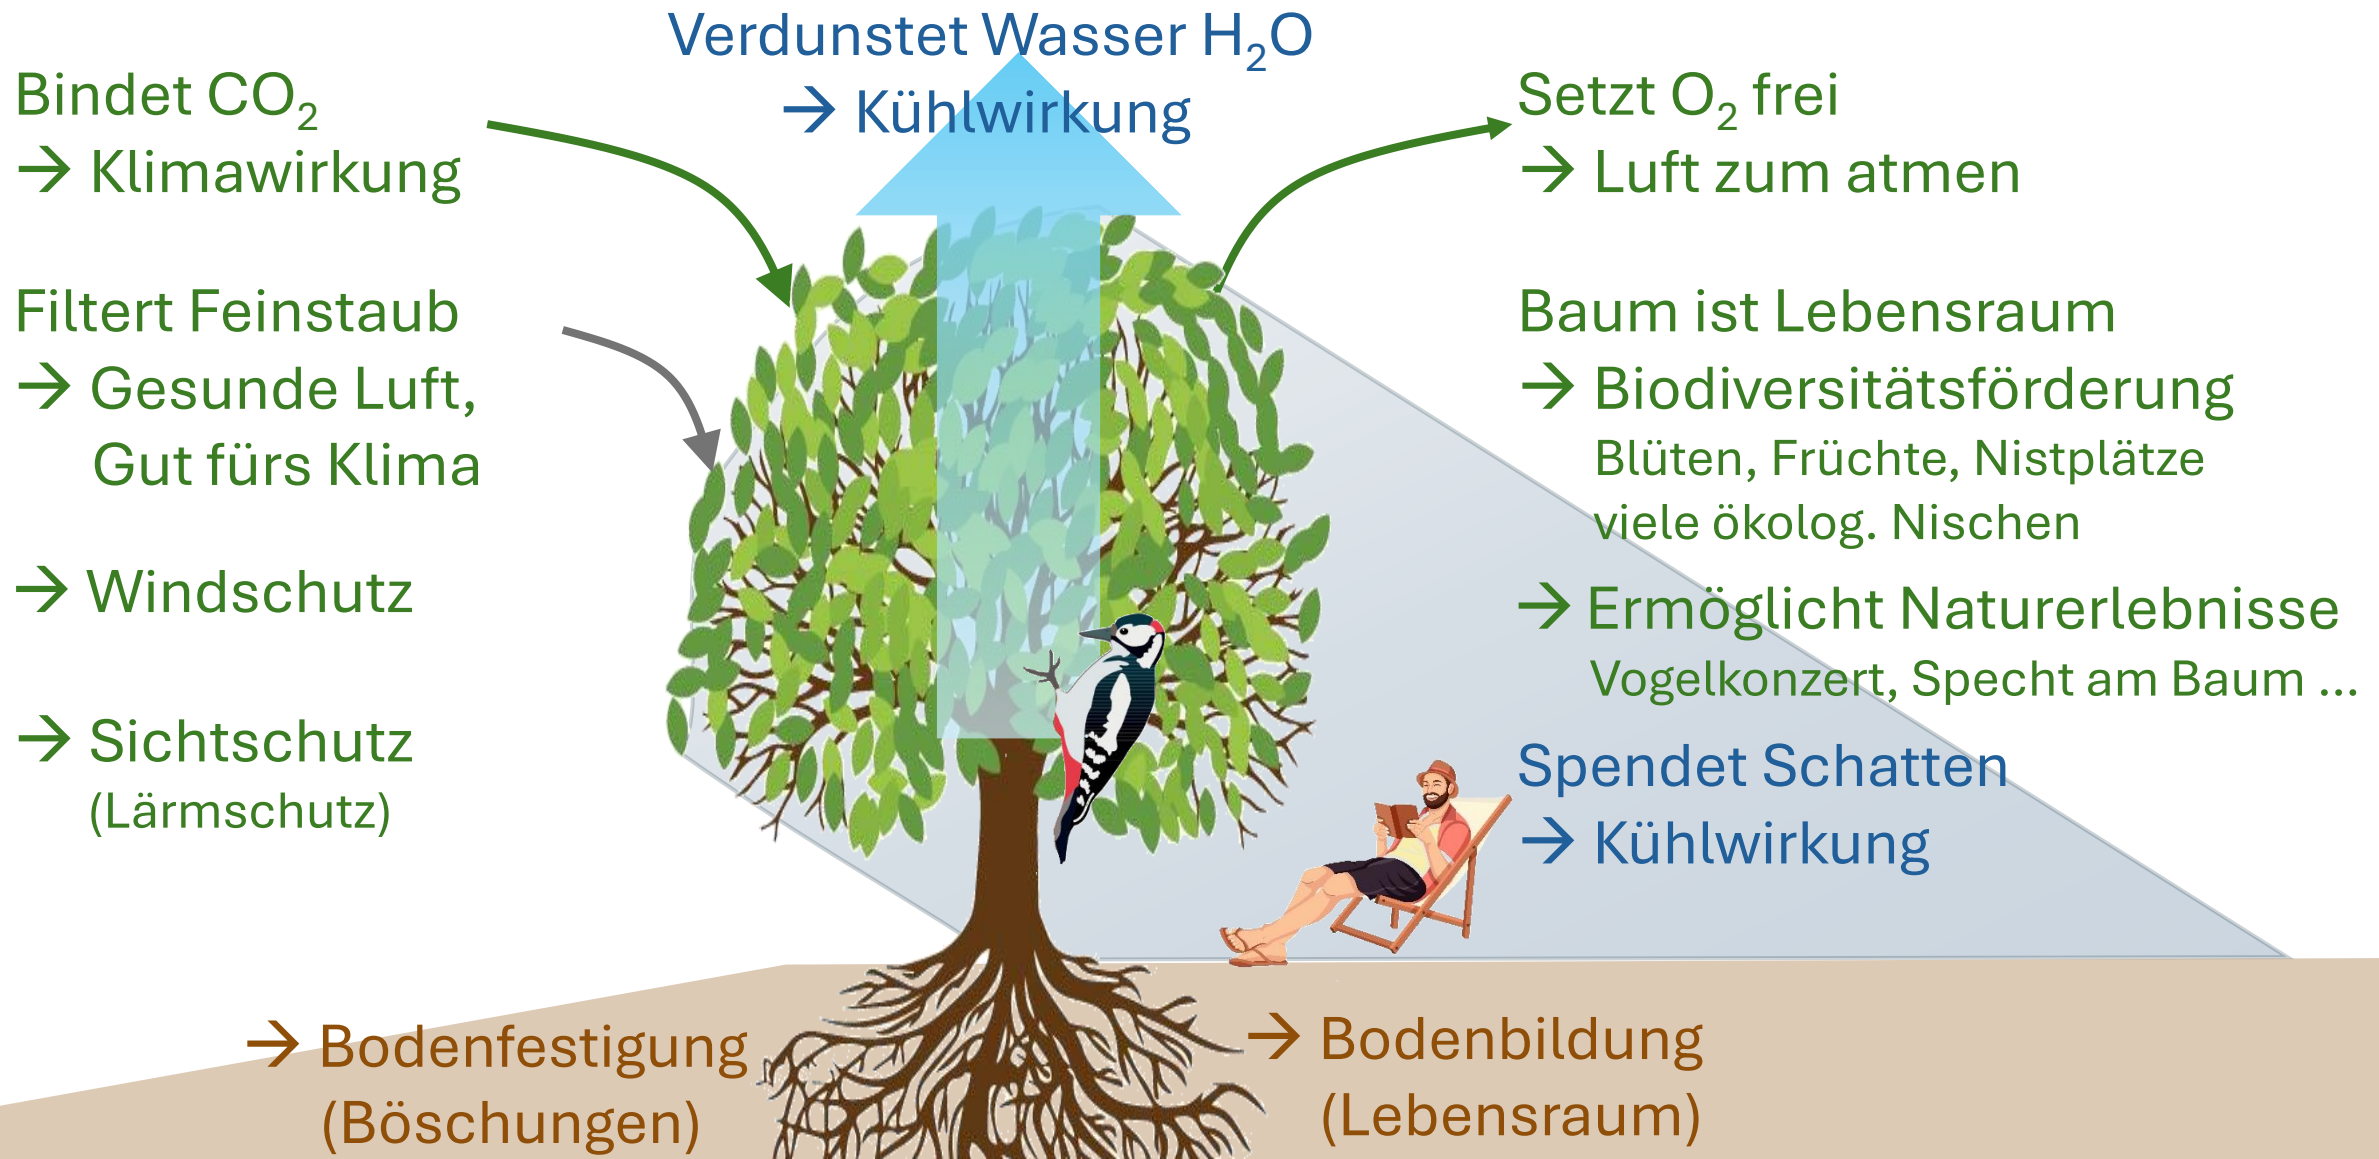 Verdunstet Wasser H₂O
→ Kühlwirkung
Bindet CO₂
→ Klimawirkung
Filtert Feinstaub
→ Gesunde Luft,
Gut fürs Klima
→ Windschutz
→ Sichtschutz
(Lärmschutz)
Setzt O₂ frei
→ Luft zum atmen
Baum ist Lebensraum
→ Biodiversitätsförderung
Blüten, Früchte, Nistplätze
viele ökolog. Nischen
→ Ermöglicht Naturerlebnisse
Vogelkonzert, Specht am Baum ...
Spendet Schatten
→ Kühlwirkung
→ Bodenfestigung
(Böschungen)
→ Bodenbildung
(Lebensraum)